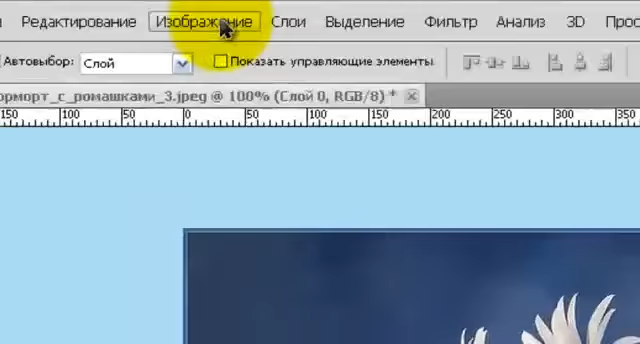 Редактирование Изображение Слои Выделение Фильтр Анализ 3D
Автовыбор: Слой Показать управляющие элементы
орморт_с_ромашками_3.jpeg @ 100% (Слой 0, RGB/8) *
150 100 50 0 50 100 150 200 250 300 350